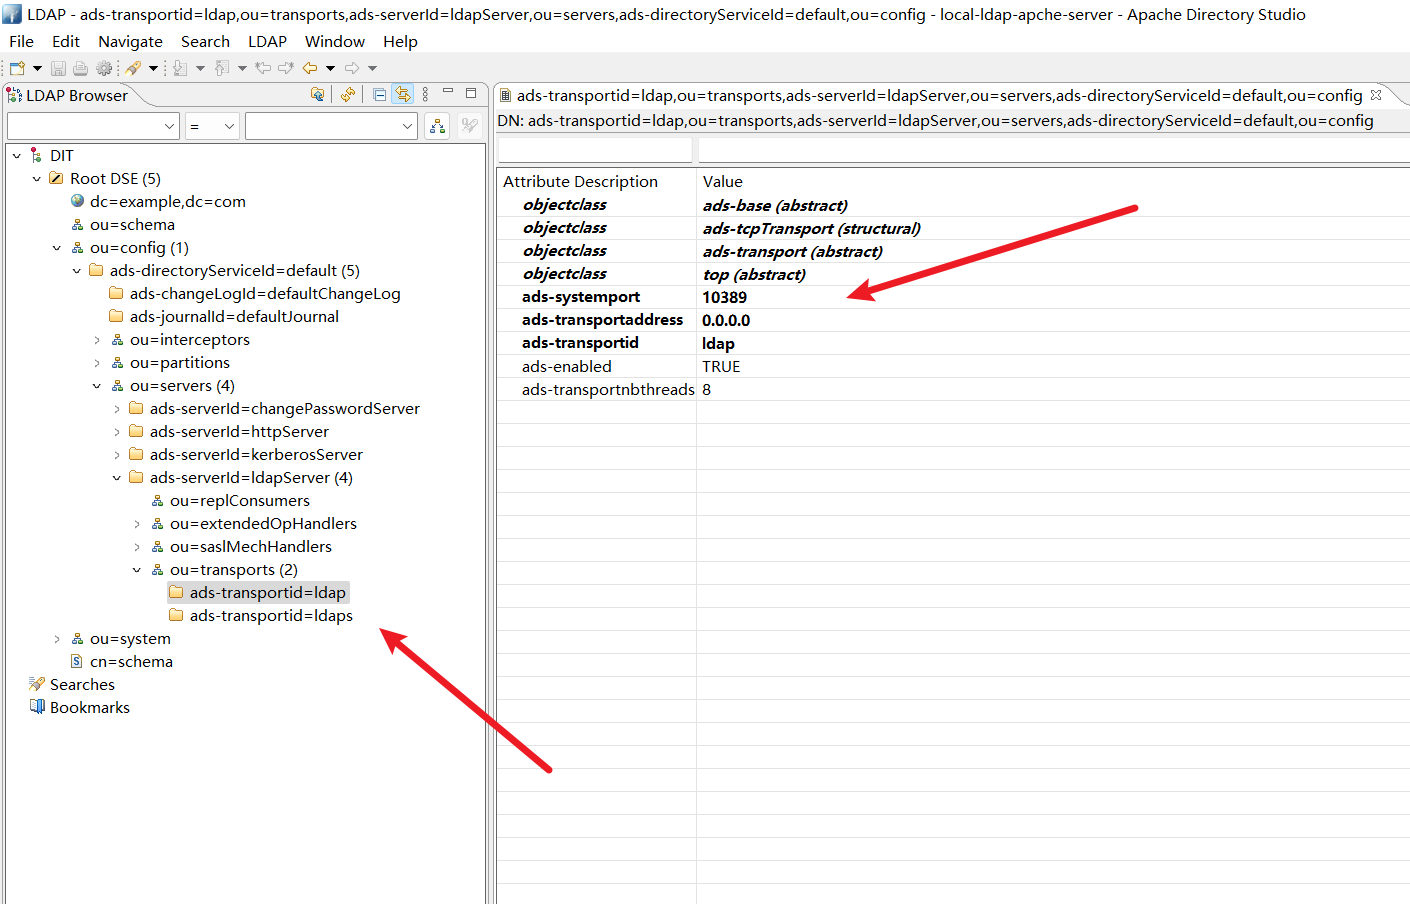 LDAP - ads-transportid=ldap,ou=transports,ads-serverId=ldapServer,ou=servers,ads-directoryServiceId=default,ou=config - local-ldap-apche-server - Apache Directory Studio
File Edit Navigate Search LDAP Window Help
LDAP Browser
=
DIT
Root DSE (5)
dc=example,dc=com
ou=schema
ou=config (1)
ads-directoryServiceId=default (5)
ads-changeLogId=defaultChangeLog
ads-journalId=defaultJournal
ou=interceptors
ou=partitions
ou=servers (4)
ads-serverId=changePasswordServer
ads-serverId=httpServer
ads-serverId=kerberosServer
ads-serverId=ldapServer (4)
ou=replConsumers
ou=extendedOpHandlers
ou=saslMechHandlers
ou=transports (2)
ads-transportid=ldap
ads-transportid=ldaps
ou=system
cn=schema
Searches
Bookmarks
ads-transportid=ldap,ou=transports,ads-serverId=ldapServer,ou=servers,ads-directoryServiceId=default,ou=config
DN: ads-transportid=ldap,ou=transports,ads-serverId=ldapServer,ou=servers,ads-directoryServiceId=default,ou=config
Attribute Description Value
objectclass ads-base (abstract)
objectclass ads-tcpTransport (structural)
objectclass ads-transport (abstract)
objectclass top (abstract)
ads-systemport 10389
ads-transportaddress 0.0.0.0
ads-transportid ldap
ads-enabled TRUE
ads-transportnbthreads 8